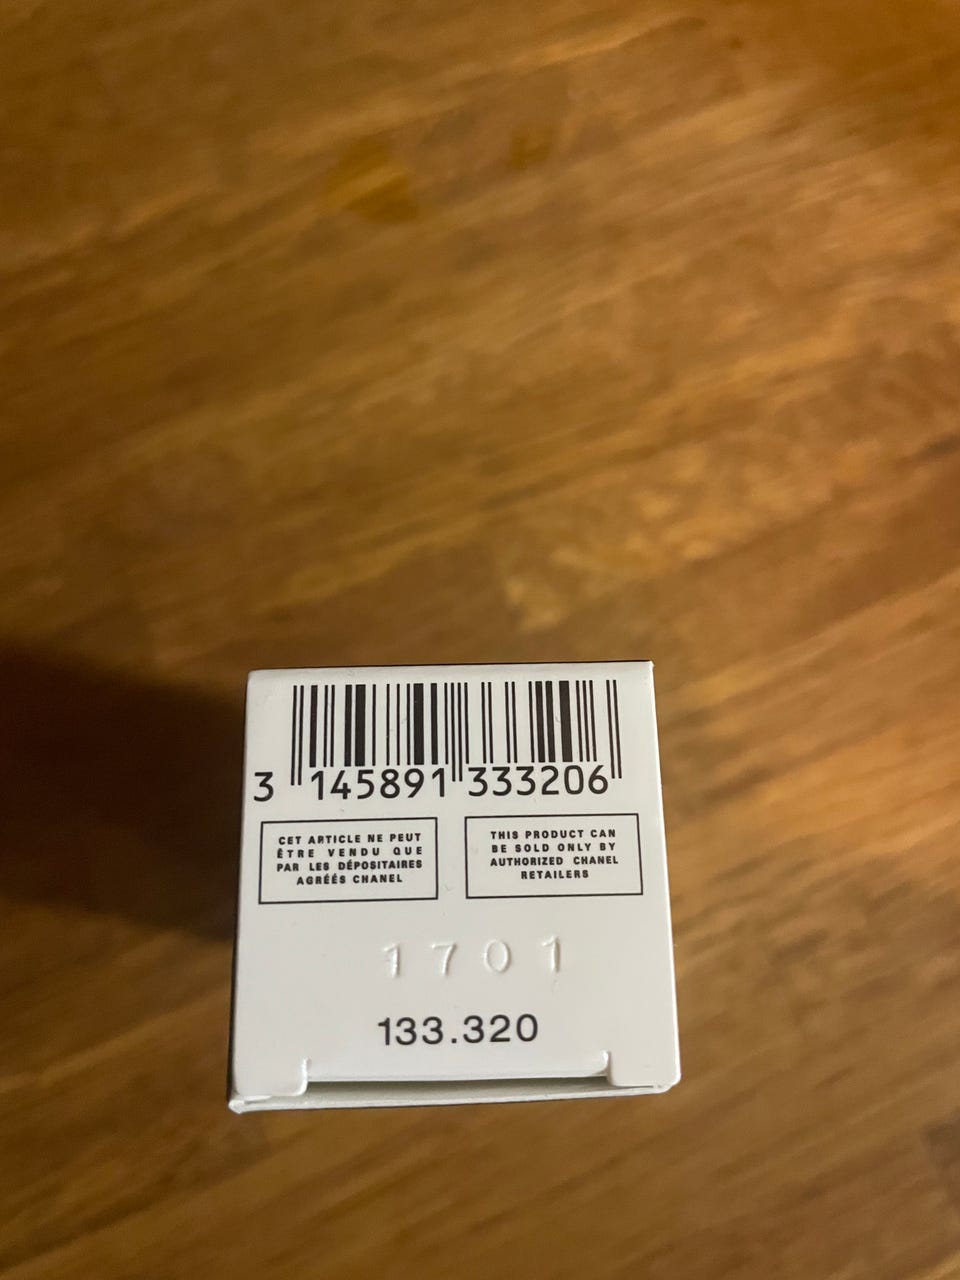 3 145891 333206
CET ARTICLE NE PEUT
ÊTRE VENDU QUE
PAR LES DÉPOSITAIRES
AGRÉÉS CHANEL
THIS PRODUCT CAN
BE SOLD ONLY BY
AUTHORIZED CHANEL
RETAILERS
1701
133.320